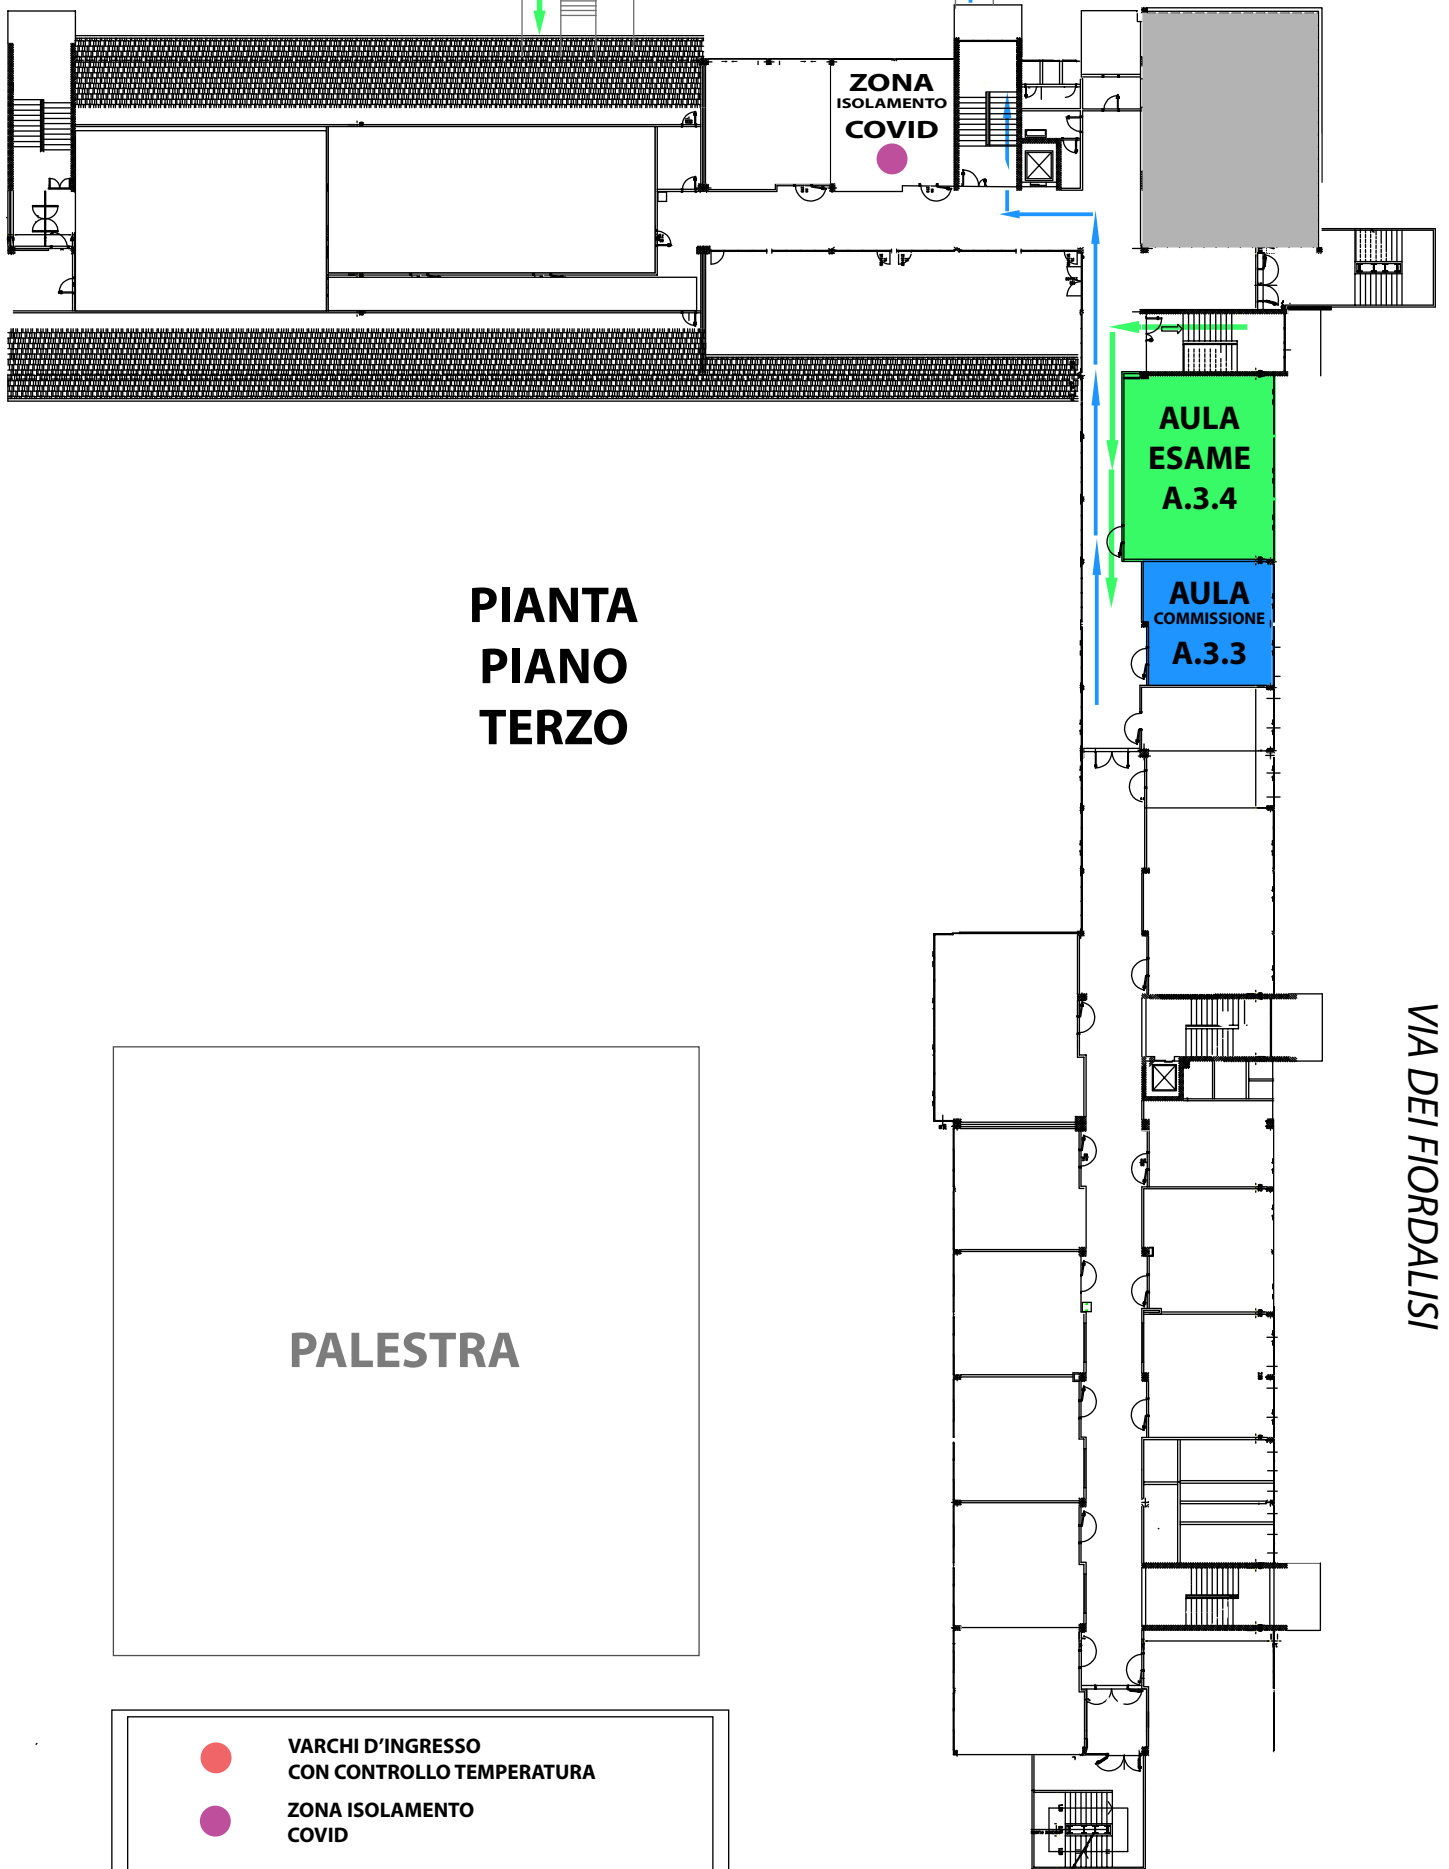 ZONA
ISOLAMENTO
COVID
AULA
ESAME
A.3.4
AULA
COMMISSIONE
A.3.3
PIANTA
PIANO
TERZO
VIA DEI FIORDALISI
PALESTRA
VARCHI D'INGRESSO
CON CONTROLLO TEMPERATURA
ZONA ISOLAMENTO
COVID